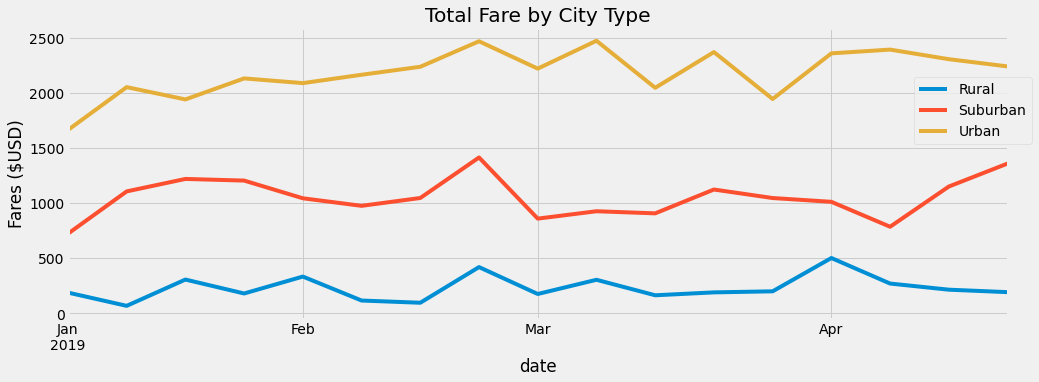 Total Fare by City Type
2500
2000
1500
1000
500
0
Fares ($USD)
Rural
Suburban
Urban
Jan
2019
Feb
Mar
Apr
date